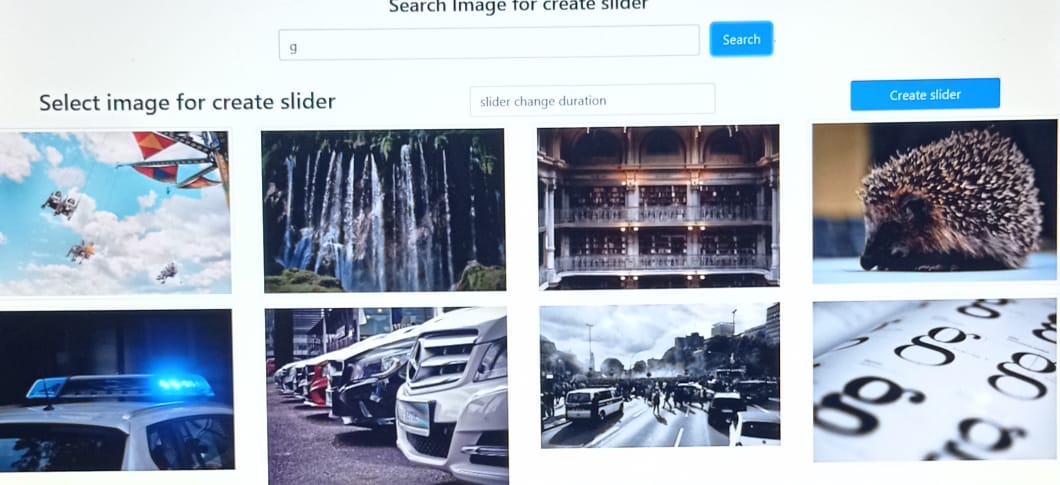 Search Image for create slider
g
Search
Select image for create slider
slider change duration
Create slider
g
g
g
g
g